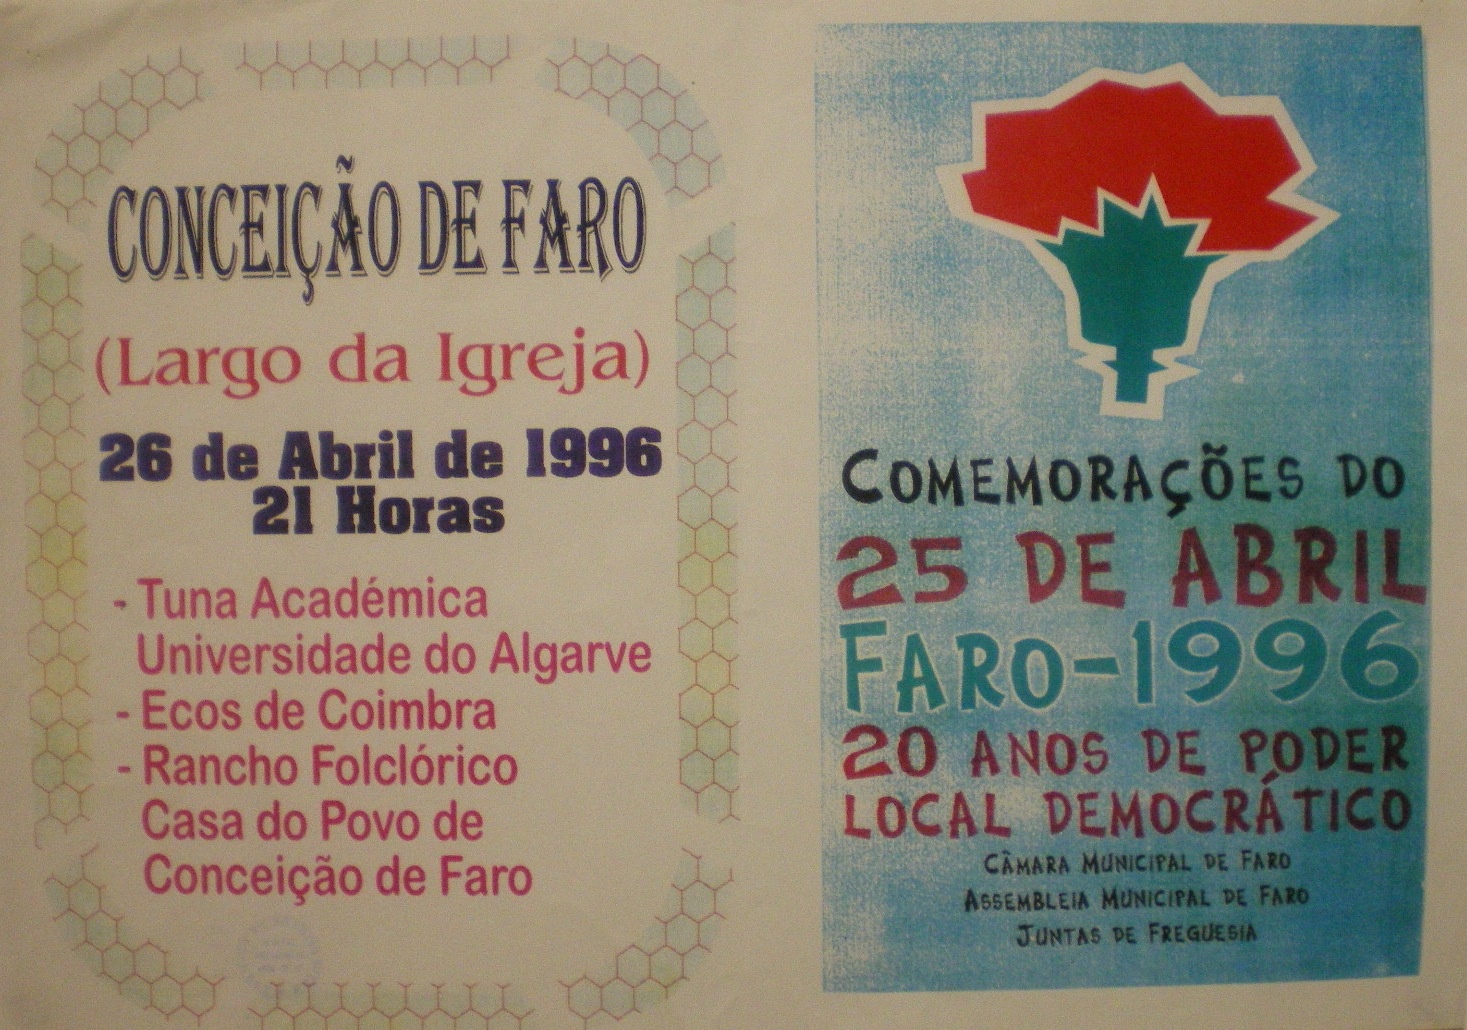 CONCEIÇÃO DE FARO
(Largo da Igreja)
26 de Abril de 1996
21 Horas
- Tuna Académica
Universidade do Algarve
- Ecos de Coimbra
- Rancho Folclórico
Casa do Povo de
Conceição de Faro
COMEMORAÇÕES DO
25 DE ABRIL
FARO-1996
20 ANOS DE PODER
LOCAL DEMOCRÁTICO
CÂMARA MUNICIPAL DE FARO
ASSEMBLEIA MUNICIPAL DE FARO
JUNTAS DE FREGUESIA